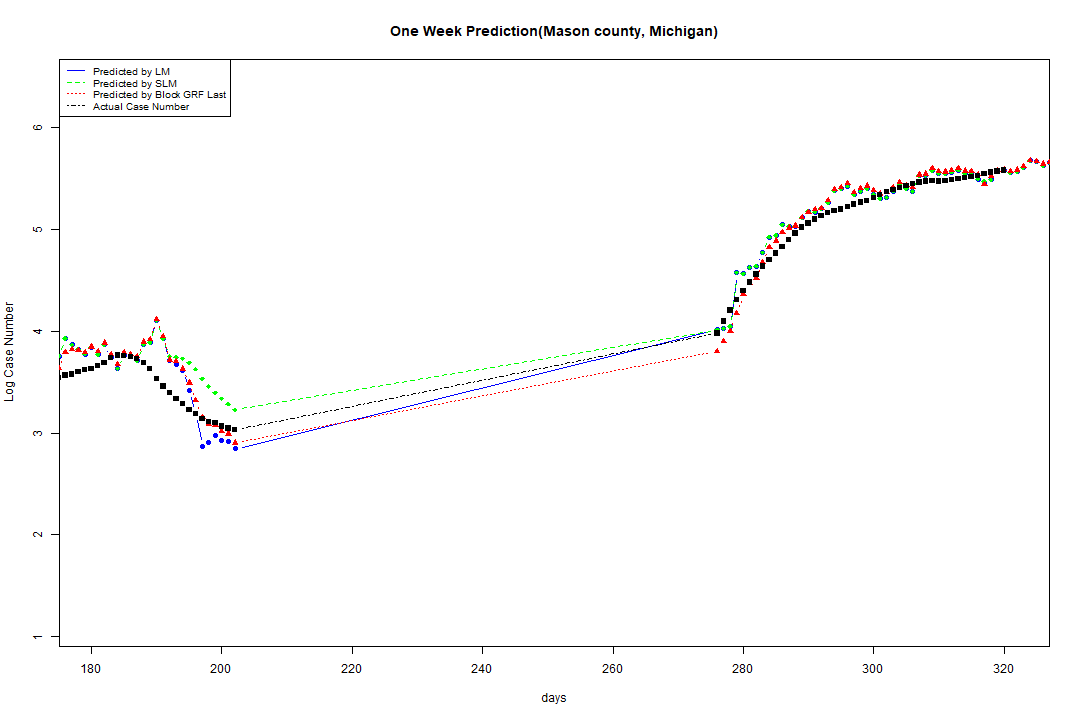 One Week Prediction(Mason county, Michigan)
Predicted by LM
Predicted by SLM
Predicted by Block GRF Last
Actual Case Number
Log Case Number
6
5
4
3
2
1
180 200 220 240 260 280 300 320
days